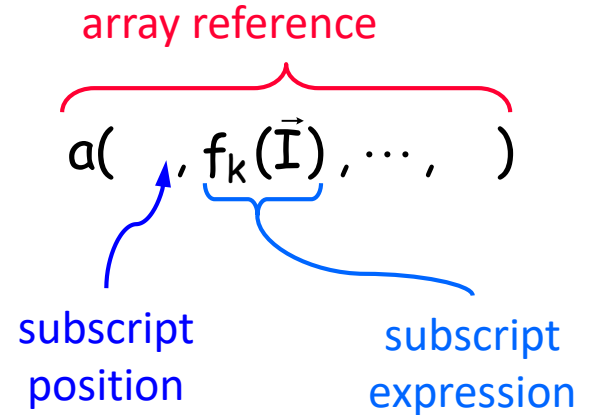 array reference
a( , fₖ(I⃗) , ⋯ , )
subscript
position
subscript
expression